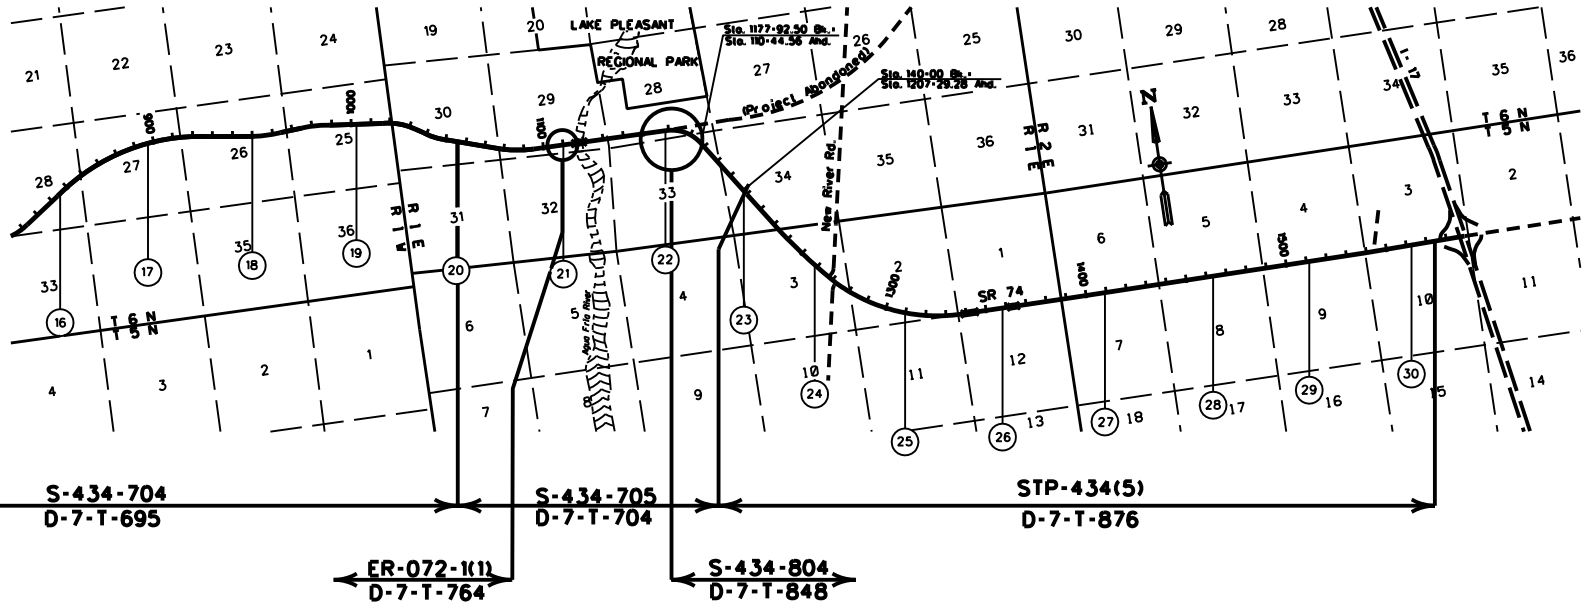 LAKE PLEASANT
REGIONAL PARK
Sta. 1177+92.50 Bk. =
Sta. 110+44.56 Ahd.
Sta. 140+00 Bk. =
Sta. 1207+29.28 Ahd.
(Project Abandoned)
21 22 23 24 19 20
27 26 25 30 29 28
35 36
28 27 26 25 30 29 28
33 35 36 31 32 33 34
34 35 36 31 32 33
900
1000
1100
N
I-17
T 6 N
T 5 N
R 2 E
R 1 E
R 1 E
R 1 W
New River Rd.
Agua Fria River
T 6 N
T 5 N
4 3 2 1 6 5 4 3 2 1 6 5 4 3 2
1300
1400
1500
SR 74
7 8 9 10 11 12 7 8 9 10 11
13 18 17 16 15 14
16 17 18 19 20 21 22 23 24 25 26 27 28 29 30
S-434-704
D-7-T-695
S-434-705
D-7-T-704
STP-434(5)
D-7-T-876
ER-072-1(1)
D-7-T-764
S-434-804
D-7-T-848